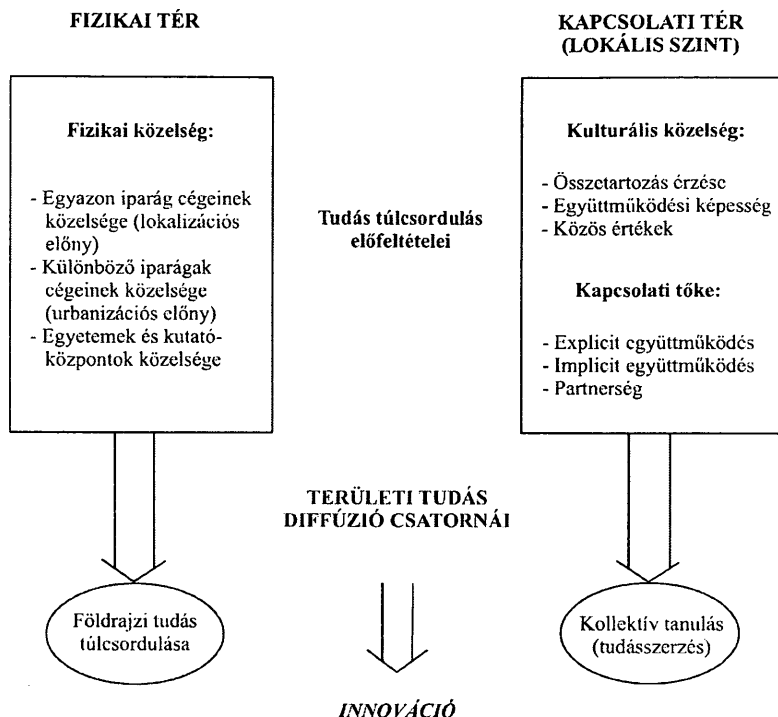 FIZIKAI TÉR
KAPCSOLATI TÉR
(LOKÁLIS SZINT)
Fizikai közelség:
- Egyazon iparág cégeinek
közelsége (lokalizációs
előny)
- Különböző iparágak
cégeinek közelsége
(urbanizációs előny)
- Egyetemek és kutató-
központok közelsége
Tudás túlcsordulás
előfeltételei
Kulturális közelség:
- Összetartozás érzése
- Együttműködési képesség
- Közös értékek
Kapcsolati tőke:
- Explicit együttműködés
- Implicit együttműködés
- Partnerség
TERÜLETI TUDÁS
DIFFÚZIÓ CSATORNÁI
Földrajzi tudás
túlcsordulása
Kollektív tanulás
(tudásszerzés)
INNOVÁCIÓ